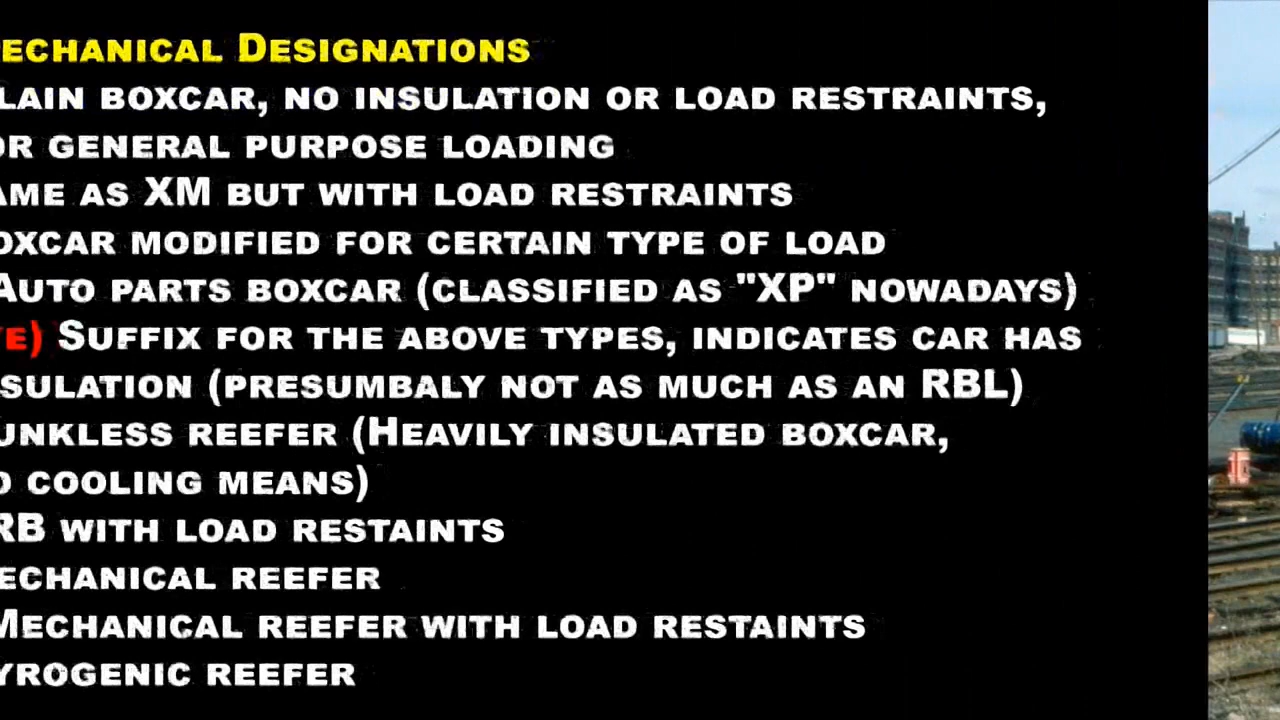 ECHANICAL DESIGNATIONS
LAIN BOXCAR, NO INSULATION OR LOAD RESTRAINTS,
OR GENERAL PURPOSE LOADING
AME AS XM BUT WITH LOAD RESTRAINTS
OXCAR MODIFIED FOR CERTAIN TYPE OF LOAD
AUTO PARTS BOXCAR (CLASSIFIED AS "XP" NOWADAYS)
E) SUFFIX FOR THE ABOVE TYPES, INDICATES CAR HAS
SULATION (PRESUMBALY NOT AS MUCH AS AN RBL)
UNKLESS REEFER (HEAVILY INSULATED BOXCAR,
O COOLING MEANS)
RB WITH LOAD RESTAINTS
ECHANICAL REEFER
MECHANICAL REEFER WITH LOAD RESTAINTS
YROGENIC REEFER